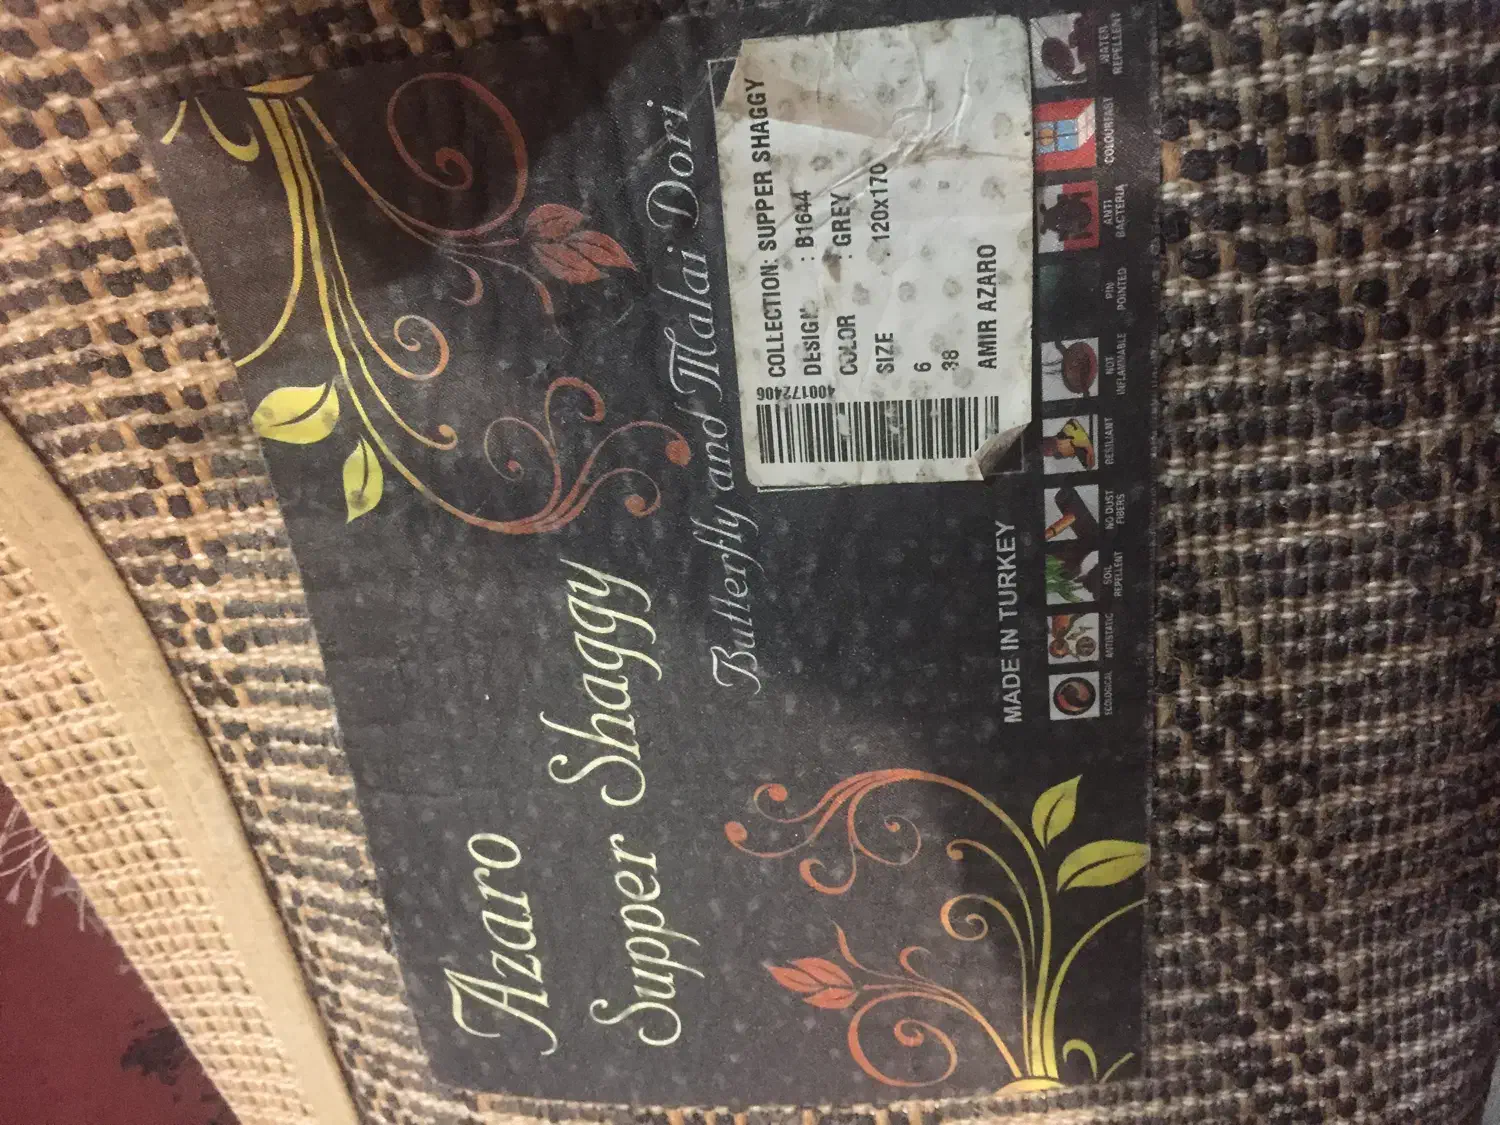 Azaro
Supper Shaggy
Butterfly and Malai Dori
400172406
COLLECTION: SUPPER SHAGGY
DESIGN : B1644
COLOR : GREY
SIZE : 120x170
6
38
AMIR AZARO
MADE IN TURKEY
ECOLOGICAL
ANTISTATIC
SOIL REPELLENT
NO DUST FIBERS
RESILIANT
NOT INFLAMMABLE
PIN POINTED
ANTI BACTERIA
COLOURFAST
WATER REPELLENT